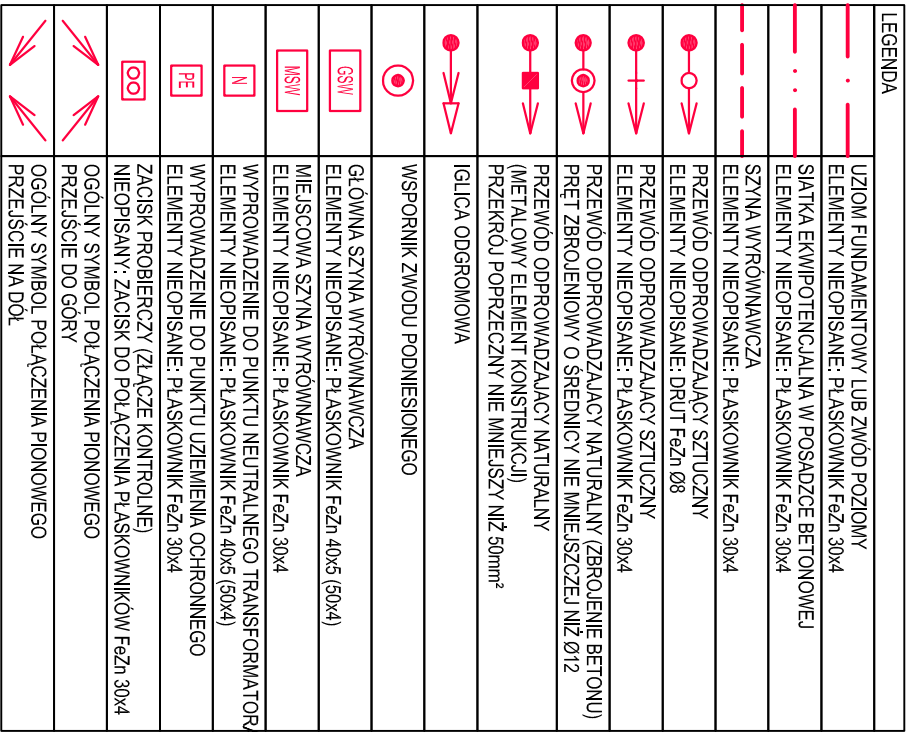 LEGENDA
UZIOM FUNDAMENTOWY LUB ZWÓD POZIOMY
ELEMENTY NIEOPISANE: PŁASKOWNIK FeZn 30x4
SIATKA EKWIPOTENCJALNA W POSADZCE BETONOWEJ
ELEMENTY NIEOPISANE: PŁASKOWNIK FeZn 30x4
SZYNA WYRÓWNAWCZA
ELEMENTY NIEOPISANE: PŁASKOWNIK FeZn 30x4
PRZEWÓD ODPROWADZAJĄCY SZTUCZNY
ELEMENTY NIEOPISANE: DRUT FeZn Ø8
PRZEWÓD ODPROWADZAJĄCY SZTUCZNY
ELEMENTY NIEOPISANE: PŁASKOWNIK FeZn 30x4
PRZEWÓD ODPROWADZAJĄCY NATURALNY (ZBROJENIE BETONU)
PRĘT ZBROJENIOWY O ŚREDNICY NIE MNIEJSZCZEJ NIŻ Ø12
PRZEWÓD ODPROWADZAJĄCY NATURALNY
(METALOWY ELEMENT KONSTRUKCJI)
PRZEKRÓJ POPRZECZNY NIE MNIEJSZY NIŻ 50mm²
IGLICA ODGROMOWA
WSPORNIK ZWODU PODNIESIONEGO
GSW
GŁÓWNA SZYNA WYRÓWNAWCZA
ELEMENTY NIEOPISANE: PŁASKOWNIK FeZn 40x5 (50x4)
MSW
MIEJSCOWA SZYNA WYRÓWNAWCZA
ELEMENTY NIEOPISANE: PŁASKOWNIK FeZn 30x4
N
WYPROWADZENIE DO PUNKTU NEUTRALNEGO TRANSFORMATORA
ELEMENTY NIEOPISANE: PŁASKOWNIK FeZn 40x5 (50x4)
PE
WYPROWADZENIE DO PUNKTU UZIEMIENIA OCHRONNEGO
ELEMENTY NIEOPISANE: PŁASKOWNIK FeZn 30x4
ZACISK PROBIERCZY (ZŁĄCZE KONTROLNE)
NIEOPISANY: ZACISK DO POŁĄCZENIA PŁASKOWNIKÓW FeZn 30x4
OGÓLNY SYMBOL POŁĄCZENIA PIONOWEGO
PRZEJŚCIE DO GÓRY
OGÓLNY SYMBOL POŁĄCZENIA PIONOWEGO
PRZEJŚCIE NA DÓŁ